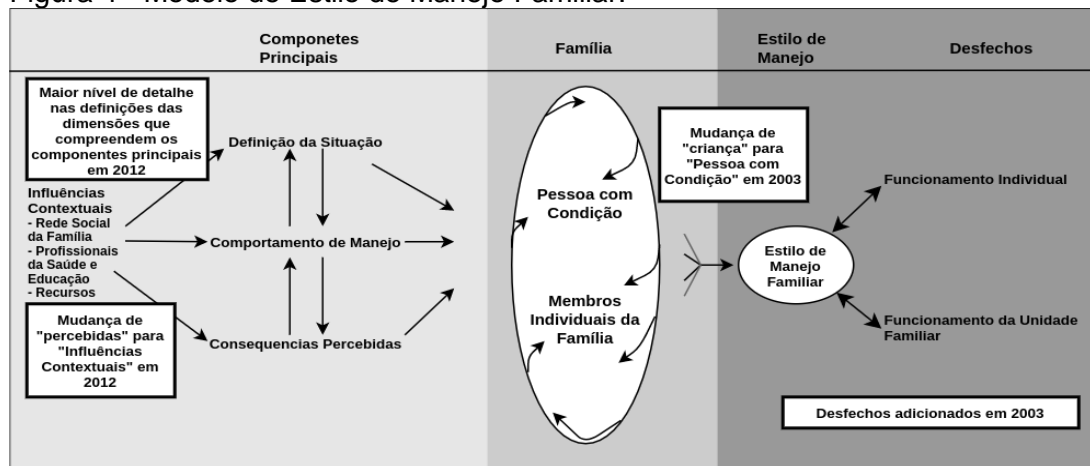 Figura 4 - Modelo de Estilo de Manejo Familiar.
Componetes
Principais
Família
Estilo de
Manejo
Desfechos
Maior nível de detalhe
nas definições das
dimensões que
compreendem os
componentes principais
em 2012
Definição da Situação
Influências
Contextuais
- Rede Social
da Família
- Profissionais
da Saúde e
Educação
- Recursos
Comportamento de Manejo
Mudança de
"percebidas" para
"Influências
Contextuais" em
2012
Consequencias Percebidas
Pessoa com
Condição
Membros
Individuais da
Família
Mudança de
"criança" para
"Pessoa com
Condição" em 2003
Estilo de
Manejo
Familiar
Funcionamento Individual
Funcionamento da Unidade
Familiar
Desfechos adicionados em 2003